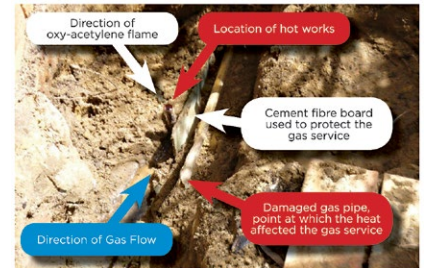 Direction of
oxy-acetylene flame
Location of hot works
Cement fibre board
used to protect the
gas service
Damaged gas pipe,
point at which the heat
affected the gas service
Direction of Gas Flow